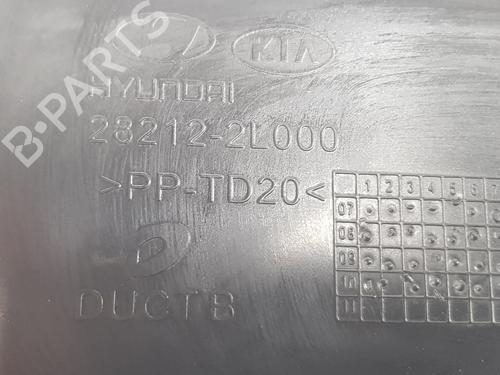 KIA
HYUNDAI
28212-2L000
>PP-TD20<
DUCT B
1 2 3 4 5 6
07
08
09
10
11
B-PARTS